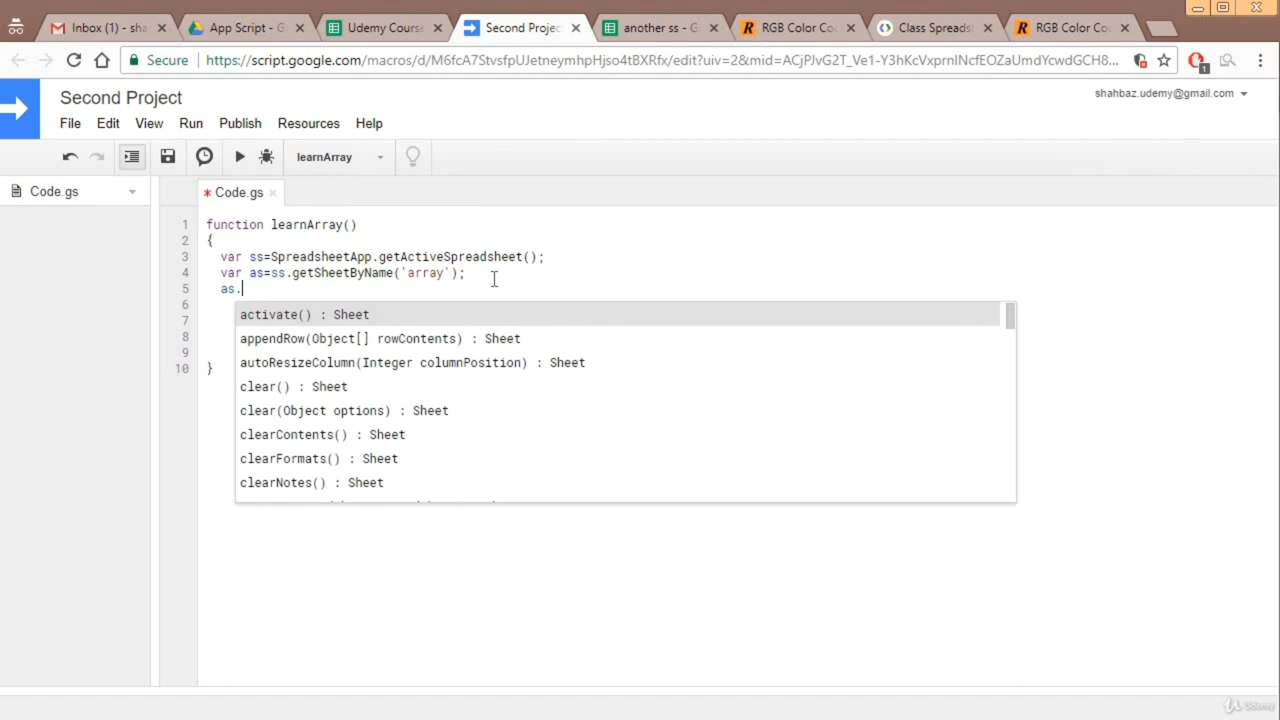 Inbox (1) - sha
App Script - G
Udemy Course
Second Projec
another ss - G
RGB Color Co
Class Spreads
RGB Color Co
Secure
https://script.google.com/macros/d/M6fcA7StvsfpUJetneymhpHjso4tBXRfx/edit?uiv=2&mid=ACjPJvG2T_Ve1-Y3hKcVxprnINcfEOZaUmdYcwdGCH8...
1
Second Project
shahbaz.udemy@gmail.com
File Edit View Run Publish Resources Help
learnArray
Code.gs
* Code.gs
1 function learnArray()
2 {
3 var ss=SpreadsheetApp.getActiveSpreadsheet();
4 var as=ss.getSheetByName('array');
5 as.
6
7
8
9
10 }
activate() : Sheet
appendRow(Object[] rowContents) : Sheet
autoResizeColumn(Integer columnPosition) : Sheet
clear() : Sheet
clear(Object options) : Sheet
clearContents() : Sheet
clearFormats() : Sheet
clearNotes() : Sheet
Udemy